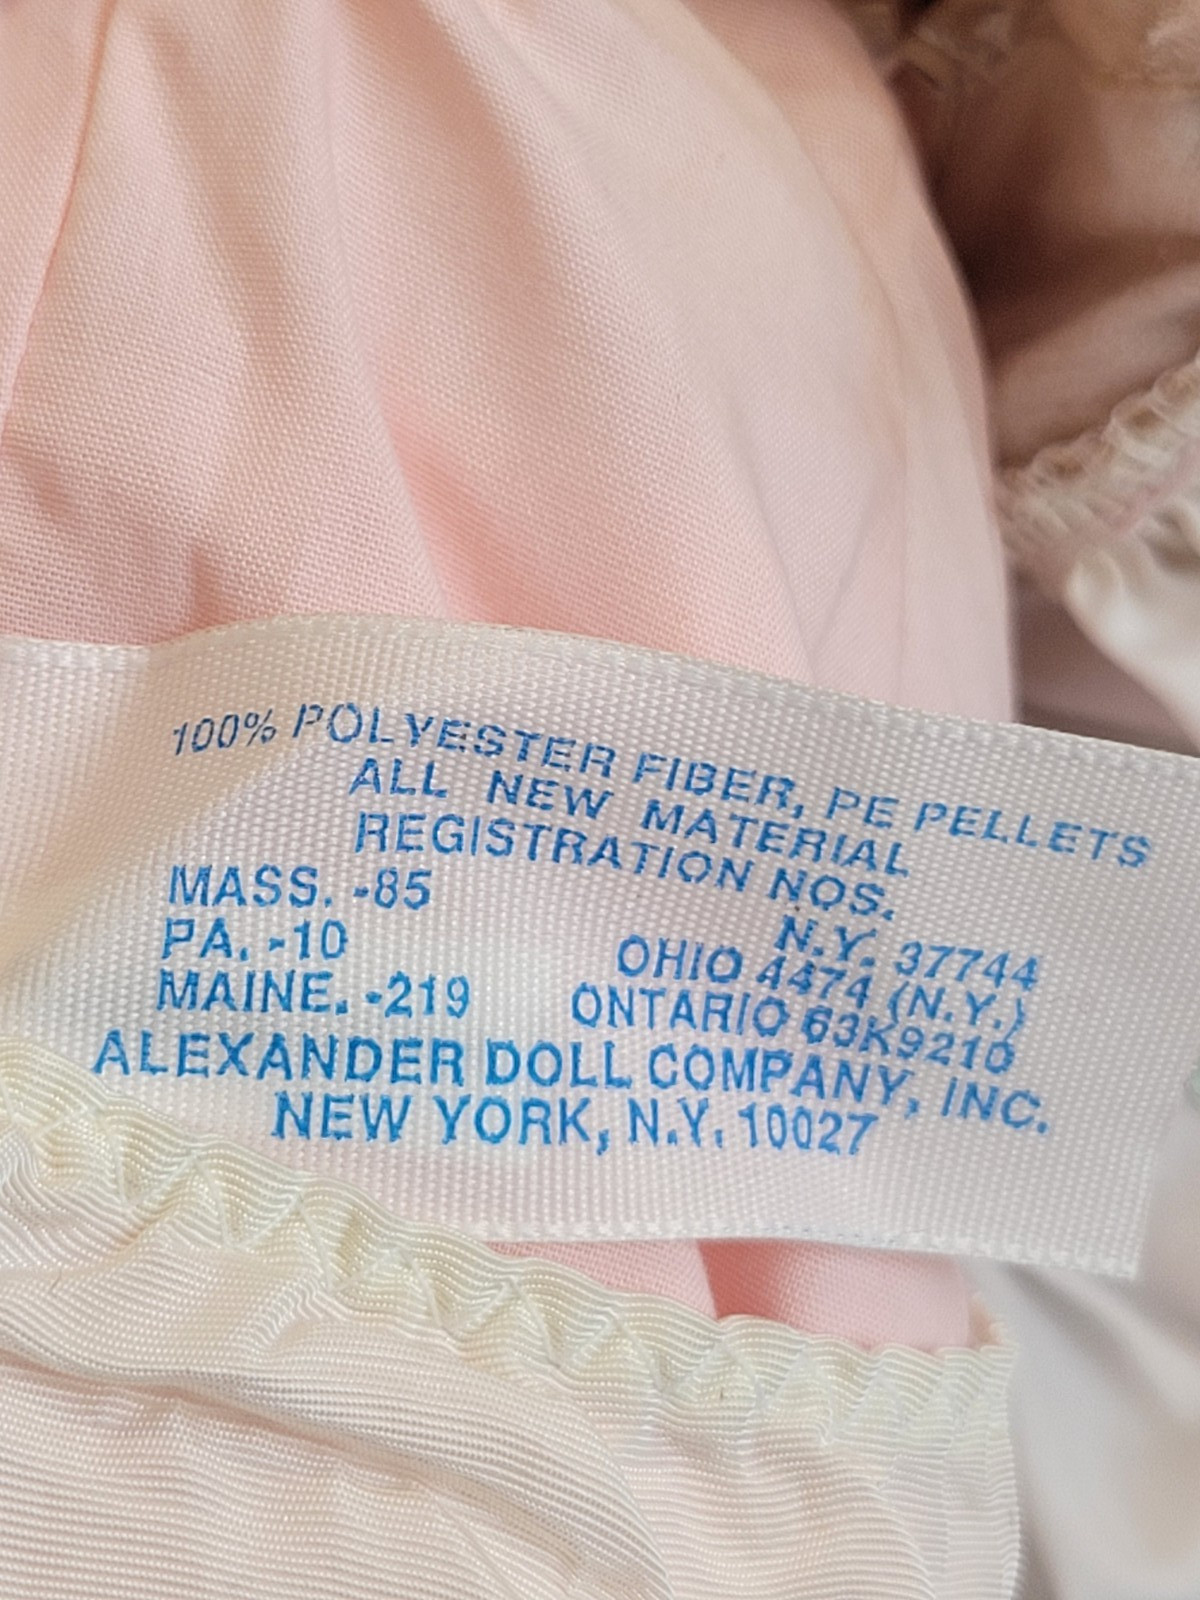 100% POLYESTER FIBER, PE PELLETS
ALL NEW MATERIAL
REGISTRATION NOS.
MASS. -85
N.Y. 37744
PA. -10
OHIO 4474 (N.Y.)
MAINE. -219
ONTARIO 63K9210
ALEXANDER DOLL COMPANY, INC.
NEW YORK, N.Y. 10027